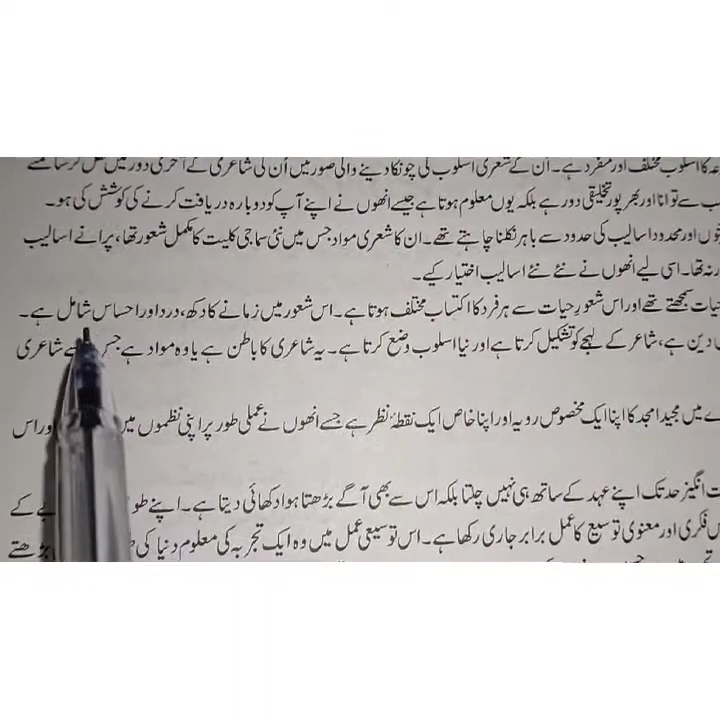 کا اسلوب مختلف اور منفرد ہے۔ ان کے شعری اسلوب کی چونکا دینے والی صورتیں اُن کی شاعری کے آخری دور میں
سے توانا اور بھرپور تخلیقی دور ہے بلکہ یوں معلوم ہوتا ہے جیسے انھوں نے اپنے آپ کو دوبارہ دریافت کرنے کی کوشش کی ہو۔
اور محدود اسالیب کی حدود سے باہر نکلنا چاہتے تھے۔ ان کا شعری مواد جس میں نئی سماجی کلیت کا مکمل شعور تھا، پرانے اسالیب
نہ تھا۔ اسی لیے انھوں نے نئے نئے اسالیب اختیار کیے۔
حیات سمجھتے تھے اور اس شعورِ حیات سے ہر فرد کا اکتساب مختلف ہوتا ہے۔ اس شعور میں زمانے کا دکھ، درد اور احساس شامل ہے۔
دین ہے، شاعر کے لہجے کو تشکیل کرتا ہے اور نیا اسلوب وضع کرتا ہے۔ یہ شاعری کا باطن ہے یا وہ مواد ہے شاعری
میں مجید امجد کا اپنا ایک مخصوص رویہ اور اپنا خاص ایک نقطۂ نظر ہے جسے انھوں نے عملی طور پر اپنی نظموں اور اس
انگیز حد تک اپنے عہد کے ساتھ ہی نہیں چلتا بلکہ اس سے بھی آگے بڑھتا ہوا دکھائی دیتا ہے۔ اپنے کے
فکری اور معنوی توسیع کا عمل برابر جاری رکھا ہے۔ اس توسیعی عمل میں وہ ایک تجربہ کی معلوم دنیا کی بڑھتے